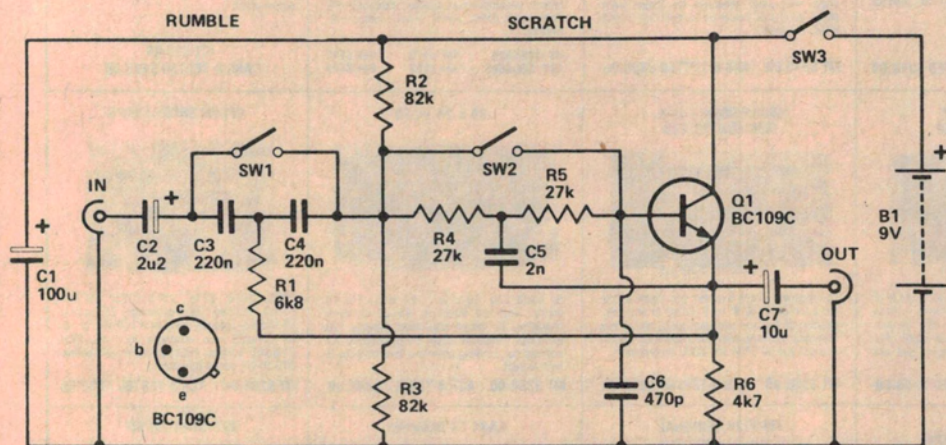 RUMBLE
SCRATCH
SW3
R2
82k
SW1
SW2
R5
27k
IN
+
+
C2
2u2
C3
220n
C4
220n
R4
27k
C5
2n
Q1
BC109C
+
B1
9V
C1
100u
R1
6k8
+
OUT
C7
10u
c
b
e
BC109C
R3
82k
C6
470p
R6
4k7